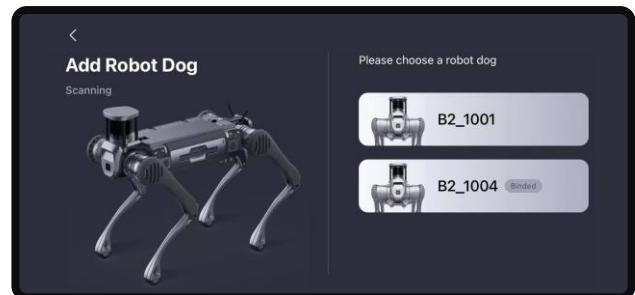 Add Robot Dog
Scanning
Please choose a robot dog
B2_1001
B2_1004 Binded